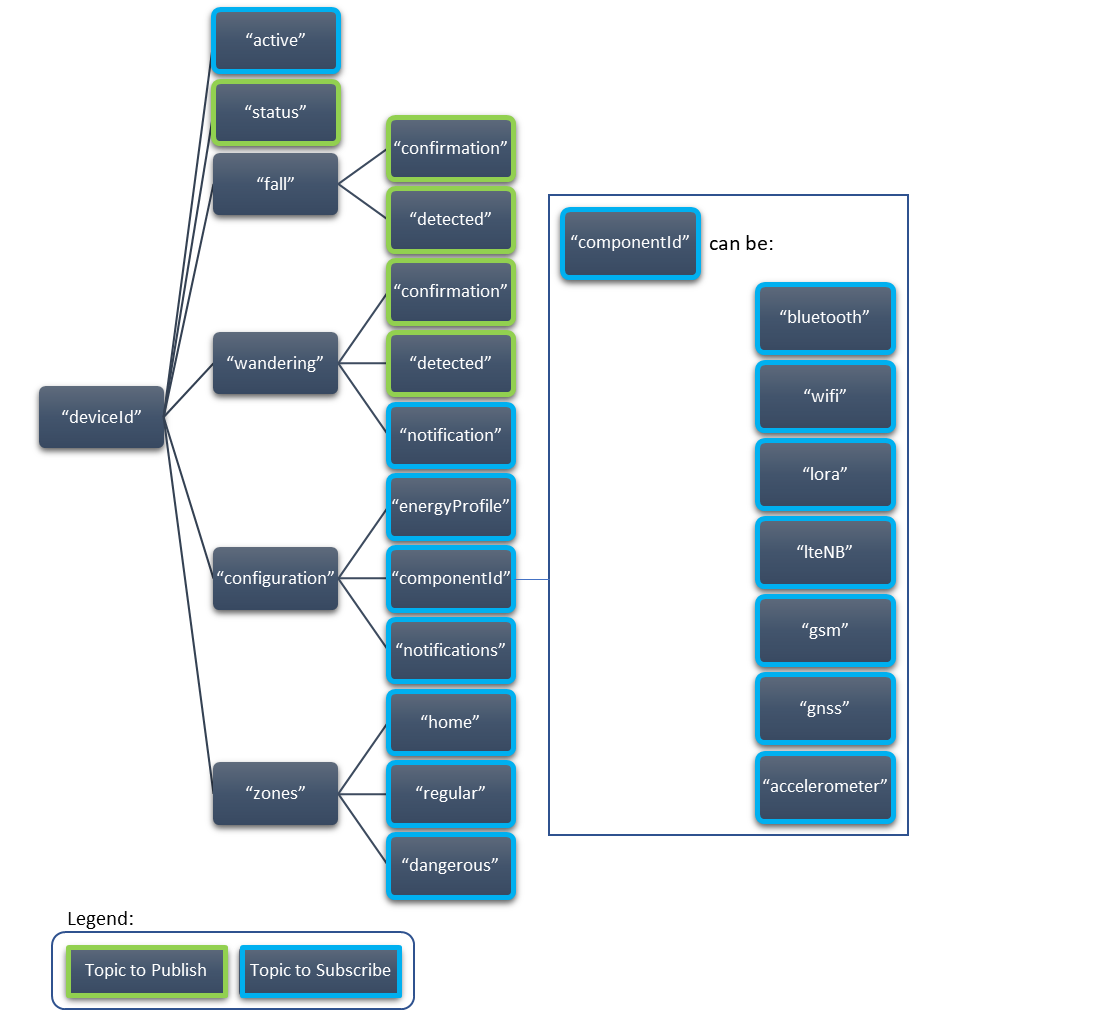 “active”
“status”
“fall”
“confirmation”
“detected”
“wandering”
“confirmation”
“detected”
“notification”
“deviceId”
“configuration”
“energyProfile”
“componentId”
“notifications”
“zones”
“home”
“regular”
“dangerous”
“componentId” can be:
“bluetooth”
“wifi”
“lora”
“lteNB”
“gsm”
“gnss”
“accelerometer”
Legend:
Topic to Publish
Topic to Subscribe